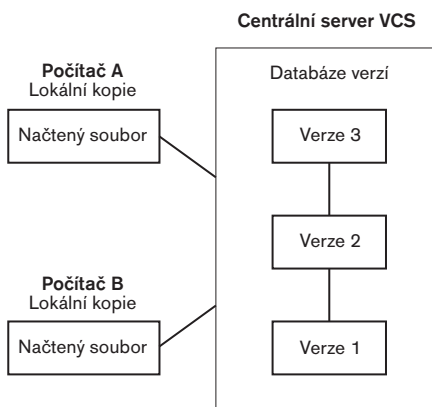 Centrální server VCS
Počítač A
Lokální kopie
Načtený soubor
Databáze verzí
Verze 3
Verze 2
Počítač B
Lokální kopie
Načtený soubor
Verze 1